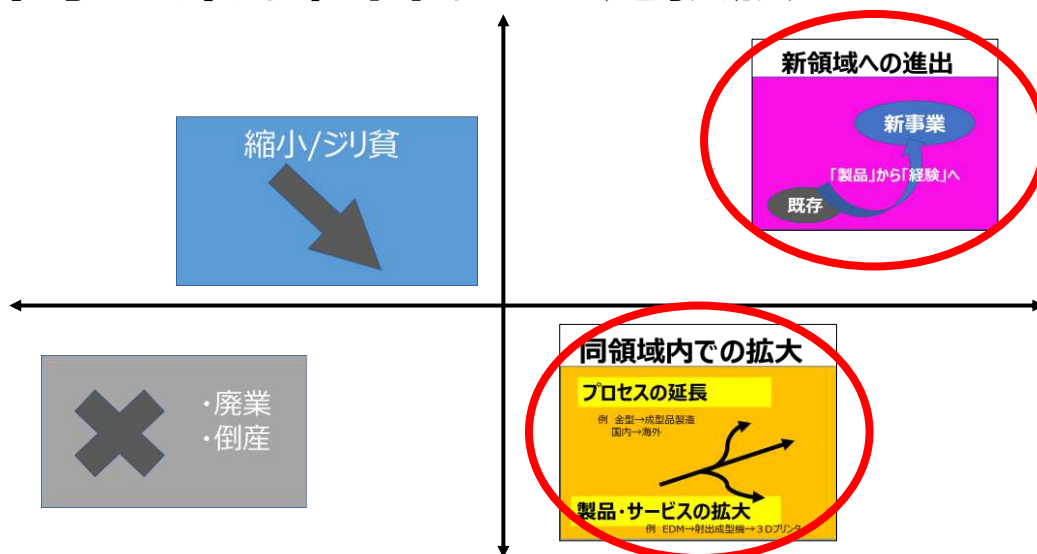 新領域への進出
新事業
「製品」から「経験」へ
既存
縮小/ジリ貧
同領域内での拡大
プロセスの延長
例 金型→成型品製造
国内→海外
製品・サービスの拡大
例 EDM→射出成型機→３Dプリンター
・廃業
・倒産